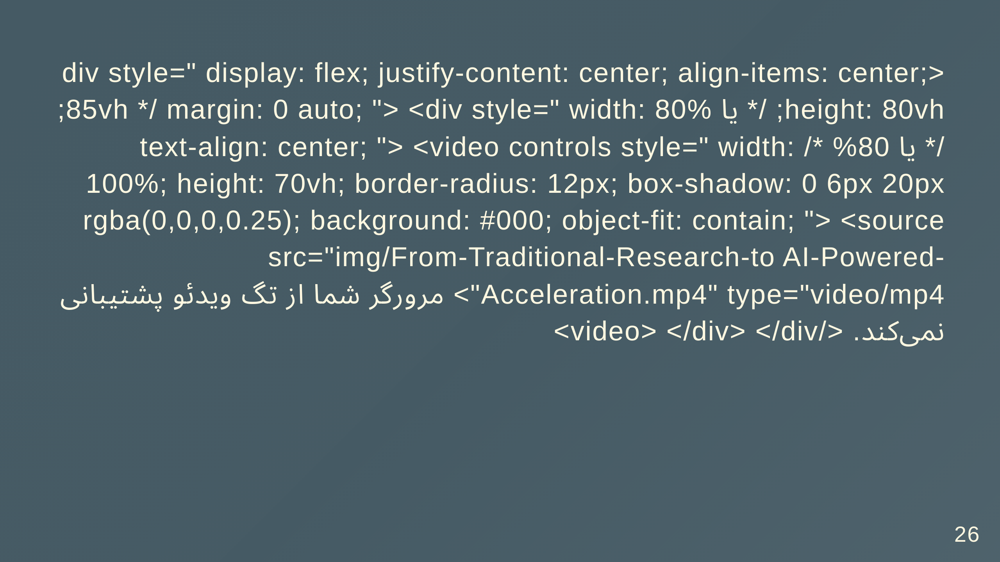 <div style=" display: flex; justify-content: center; align-items: center;
height: 80vh; /* یا 85vh */ margin: 0 auto; "> <div style=" width: 80%;
/* یا 80% */ text-align: center; "> <video controls style=" width:
100%; height: 70vh; border-radius: 12px; box-shadow: 0 6px 20px
rgba(0,0,0,0.25); background: #000; object-fit: contain; "> <source
src="img/From-Traditional-Research-to AI-Powered-
Acceleration.mp4" type="video/mp4"> مرورگر شما از تگ ویدئو پشتیبانی
نمی‌کند. </video> </div> </div>
26